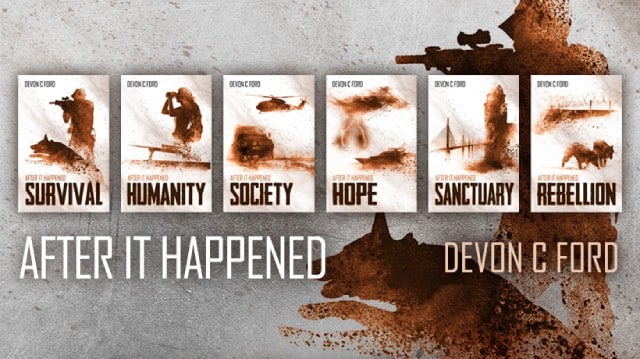 DEVON C FORD
AFTER IT HAPPENED
SURVIVAL
DEVON C FORD
AFTER IT HAPPENED
HUMANITY
DEVON C FORD
AFTER IT HAPPENED
SOCIETY
DEVON C FORD
AFTER IT HAPPENED
HOPE
DEVON C FORD
AFTER IT HAPPENED
SANCTUARY
DEVON C FORD
AFTER IT HAPPENED
REBELLION
AFTER IT HAPPENED
DEVON C FORD